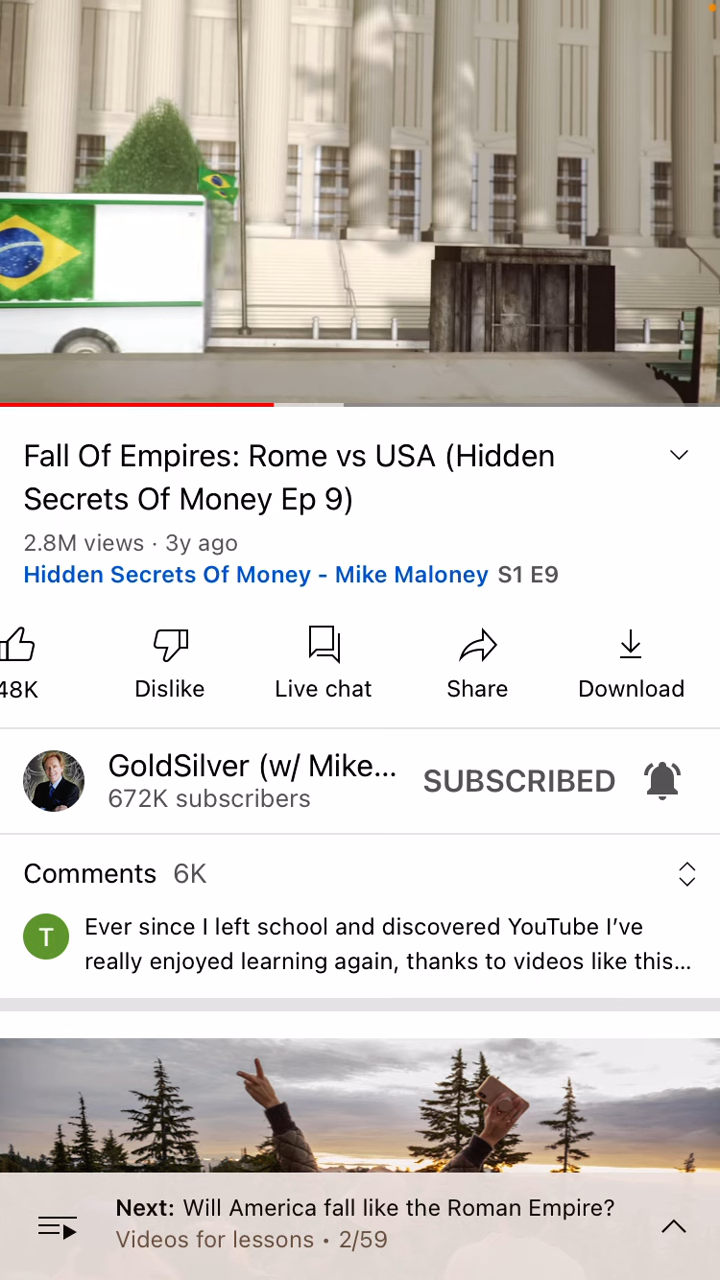 Fall Of Empires: Rome vs USA (Hidden
Secrets Of Money Ep 9)
2.8M views · 3y ago
Hidden Secrets Of Money - Mike Maloney S1 E9
48K
Dislike
Live chat
Share
Download
GoldSilver (w/ Mike...
672K subscribers
SUBSCRIBED
Comments 6K
T
Ever since I left school and discovered YouTube I’ve
really enjoyed learning again, thanks to videos like this...
Next: Will America fall like the Roman Empire?
Videos for lessons • 2/59